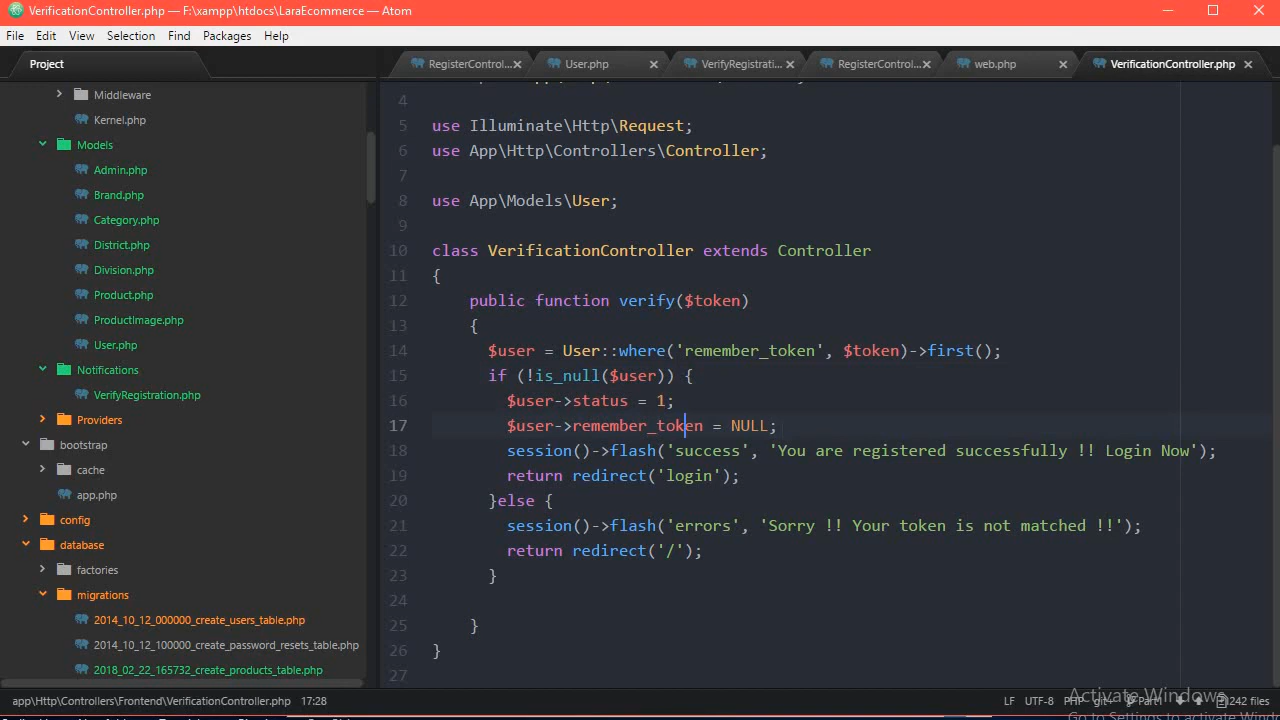 VerificationController.php — F:\xampp\htdocs\LaraEcommerce — Atom
File Edit View Selection Find Packages Help
Project
RegisterControl...
User.php
VerifyRegistrati...
RegisterControl...
web.php
VerificationController.php
Middleware
Kernel.php
Models
Admin.php
Brand.php
Category.php
District.php
Division.php
Product.php
ProductImage.php
User.php
Notifications
VerifyRegistration.php
Providers
bootstrap
cache
app.php
config
database
factories
migrations
2014_10_12_000000_create_users_table.php
2014_10_12_100000_create_password_resets_table.php
2018_02_22_165732_create_products_table.php
4
5 use Illuminate\Http\Request;
6 use App\Http\Controllers\Controller;
7
8 use App\Models\User;
9
10 class VerificationController extends Controller
11 {
12 public function verify($token)
13 {
14 $user = User::where('remember_token', $token)->first();
15 if (!is_null($user)) {
16 $user->status = 1;
17 $user->remember_token = NULL;
18 session()->flash('success', 'You are registered successfully !! Login Now');
19 return redirect('login');
20 }else {
21 session()->flash('errors', 'Sorry !! Your token is not matched !!');
22 return redirect('/');
23 }
24
25 }
26 }
27
app\Http\Controllers\Frontend\VerificationController.php 17:28
LF UTF-8 PHP git+ Part1 242 files
Activate Windows
Go to Settings to activate Wind